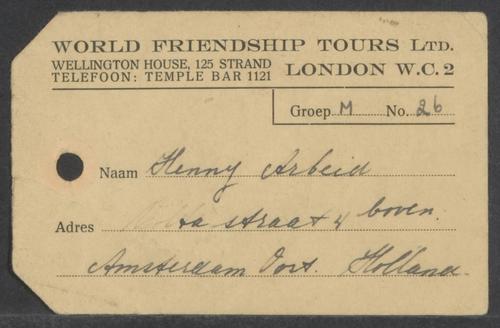 WORLD FRIENDSHIP TOURS LTD.
WELLINGTON HOUSE, 125 STRAND
TELEFOON: TEMPLE BAR 1121
LONDON W.C. 2
Groep M No. 26
Naam Henny Arbeid
Adres straat 4 boven.
Amsterdam Oost. Holland.